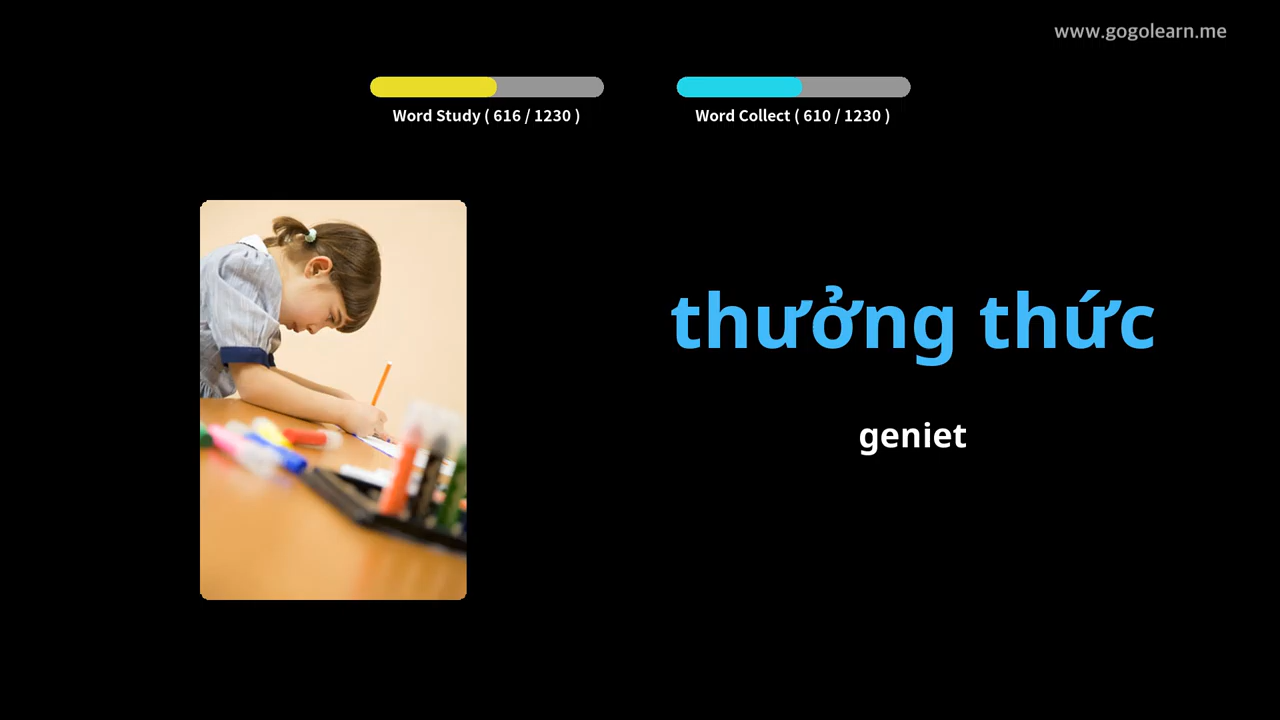 www.gogolearn.me
Word Study ( 616 / 1230 )
Word Collect ( 610 / 1230 )
thưởng thức
geniet